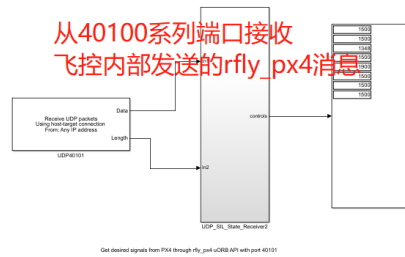 从40100系列端口接收
飞控内部发送的rfly_px4消息
1500
1500
1348
1500
1500
1500
1500
Receive UDP packets
Using host-target connection
From: Any IP address
Data
Length
UDP40101
In2
controls
UDP_SIL_State_Receiver2
Get desired signals from PX4 through rfly_px4 uORB API with port 40101